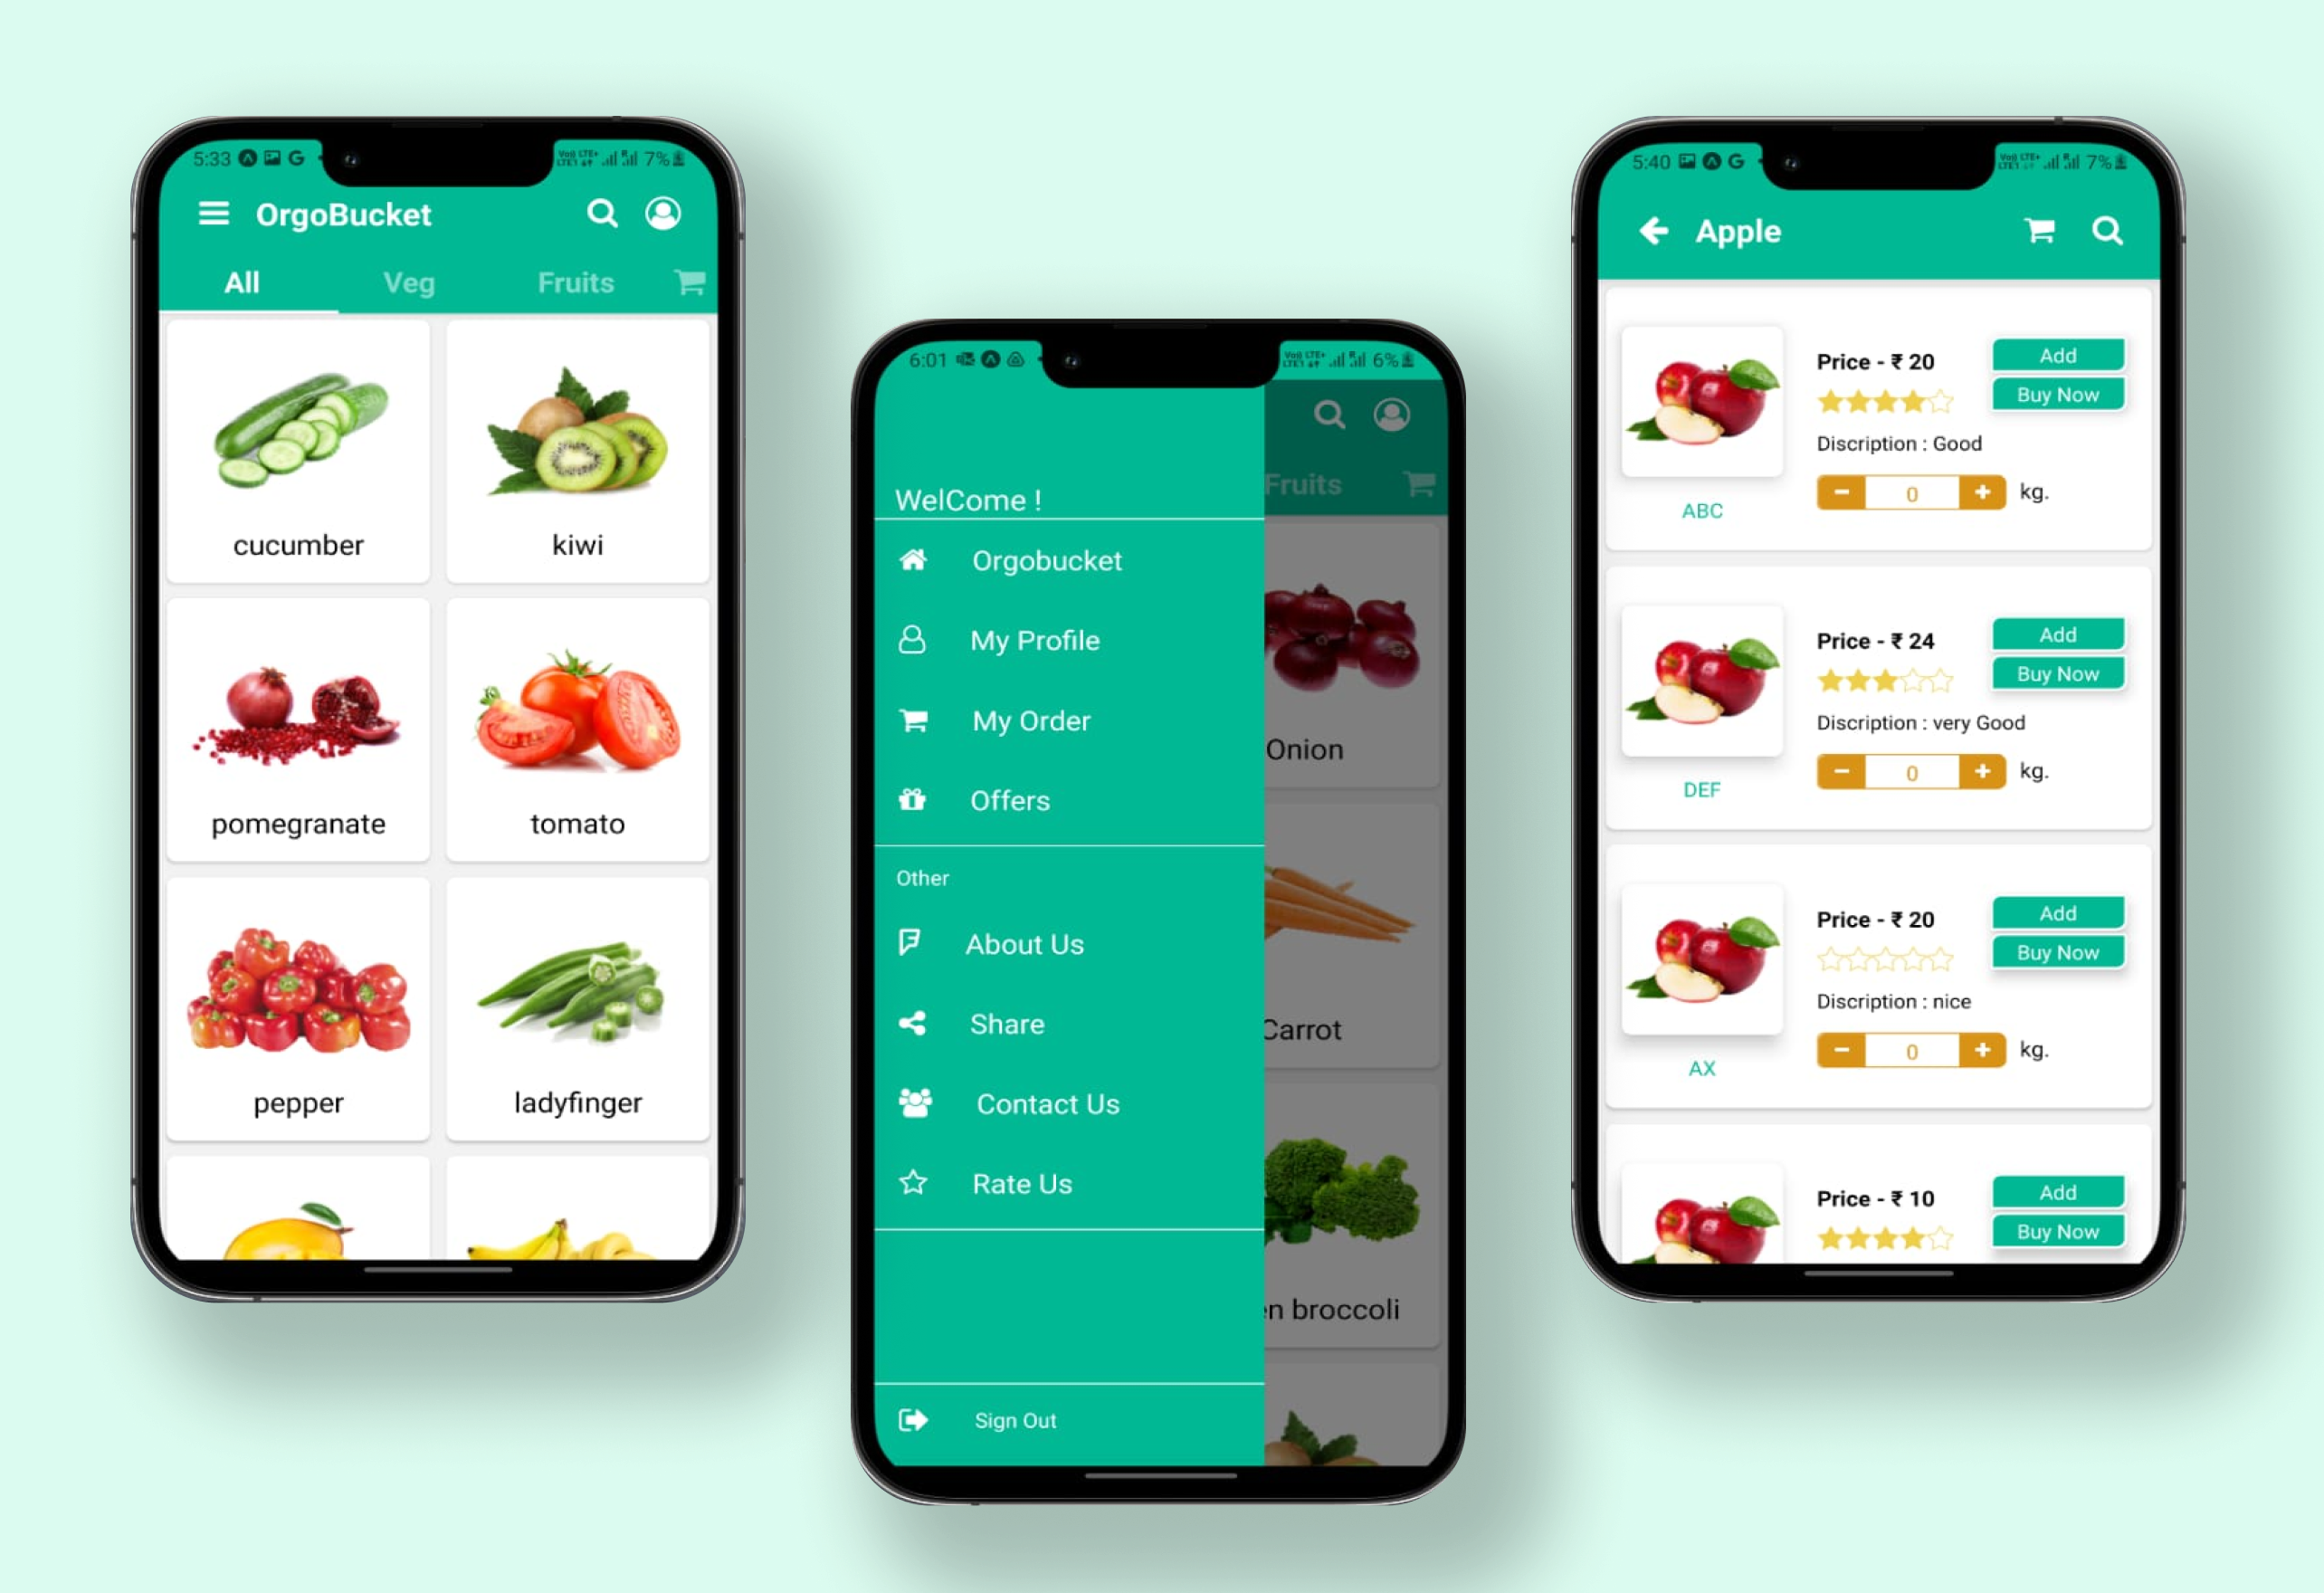 5:33
7%
OrgoBucket
All Veg Fruits
cucumber kiwi
pomegranate tomato
pepper ladyfinger
6:01
6%
Fruits
WelCome !
Orgobucket
My Profile
My Order
Offers
Other
About Us
Share
Contact Us
Rate Us
Sign Out
Onion
Carrot
en broccoli
5:40
7%
Apple
Price - ₹ 20
Add
Buy Now
Discription : Good
0 kg.
ABC
Price - ₹ 24
Add
Buy Now
Discription : very Good
0 kg.
DEF
Price - ₹ 20
Add
Buy Now
Discription : nice
0 kg.
AX
Price - ₹ 10
Add
Buy Now